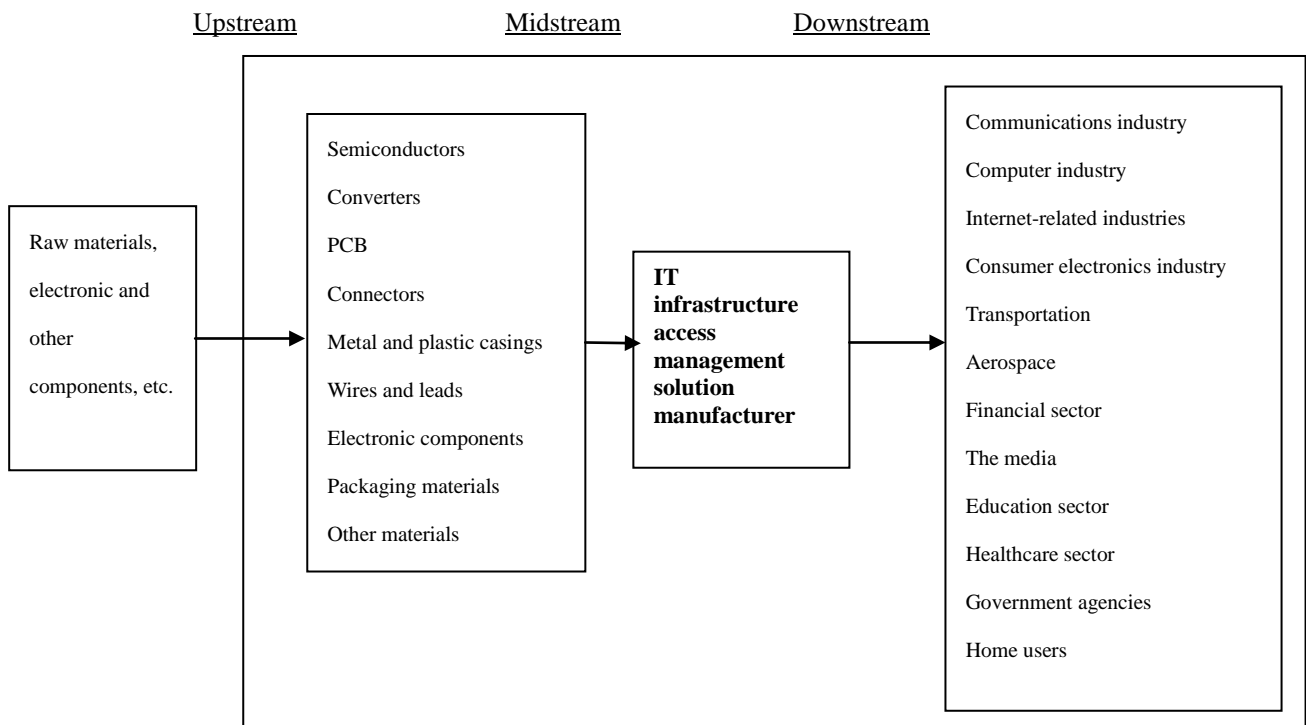 Upstream Midstream Downstream
Raw materials,
electronic and
other
components, etc.
Semiconductors
Converters
PCB
Connectors
Metal and plastic casings
Wires and leads
Electronic components
Packaging materials
Other materials
IT
infrastructure
access
management
solution
manufacturer
Communications industry
Computer industry
Internet-related industries
Consumer electronics industry
Transportation
Aerospace
Financial sector
The media
Education sector
Healthcare sector
Government agencies
Home users